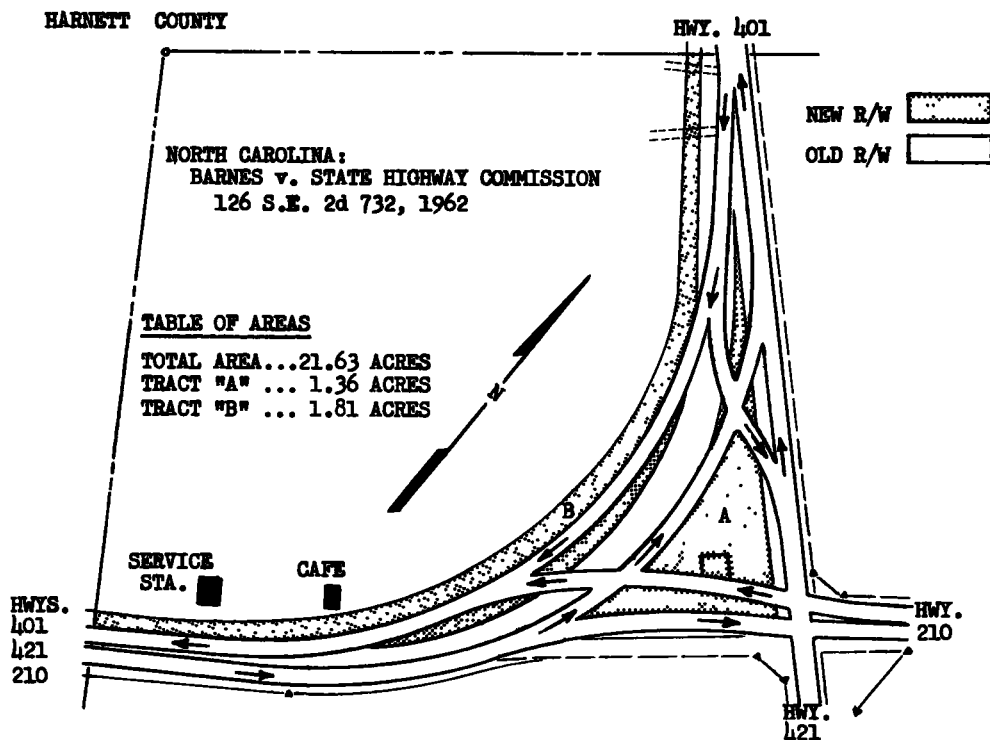 HARNETT COUNTY
HWY. 401
NEW R/W
OLD R/W
NORTH CAROLINA:
BARNES v. STATE HIGHWAY COMMISSION
126 S.E. 2d 732, 1962
N
TABLE OF AREAS
TOTAL AREA...21.63 ACRES
TRACT "A" ... 1.36 ACRES
TRACT "B" ... 1.81 ACRES
B
A
SERVICE
STA.
CAFE
HWYS.
401
421
210
HWY.
210
HWY.
421